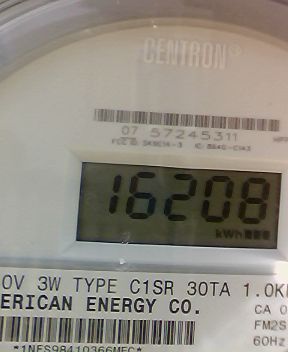 CENTRON®
07 57245311
16208
kWh
0V 3W TYPE C1SR 30TA 1.0K
ERICAN ENERGY CO.
CA 0
FM2S
60Hz
*1NFS98410366MFC*